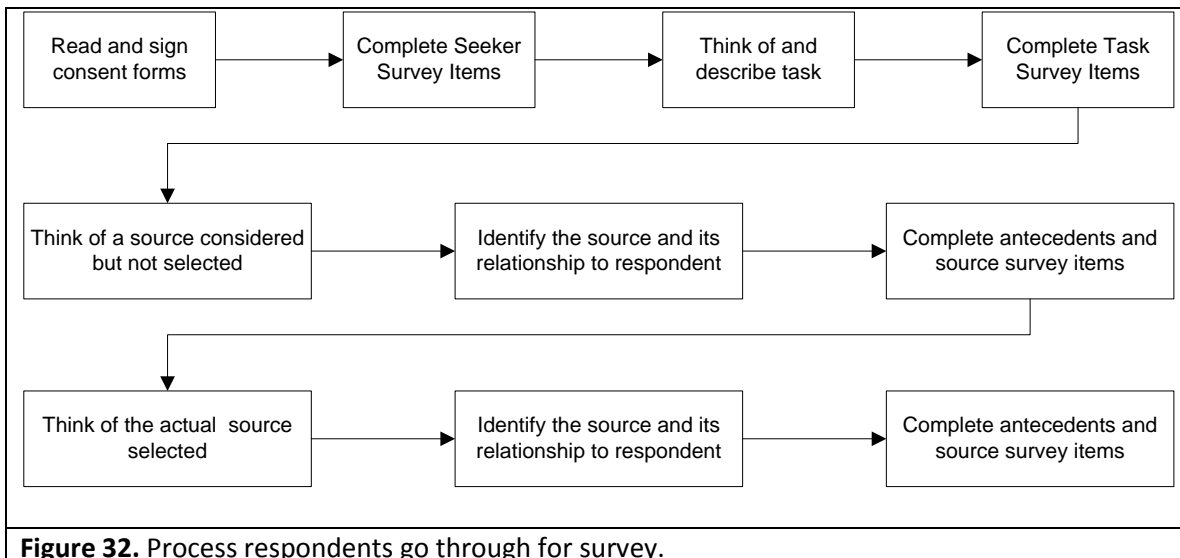 Read and sign
consent forms
Complete Seeker
Survey Items
Think of and
describe task
Complete Task
Survey Items
Think of a source considered
but not selected
Identify the source and its
relationship to respondent
Complete antecedents and
source survey items
Think of the actual source
selected
Identify the source and its
relationship to respondent
Complete antecedents and
source survey items
Figure 32. Process respondents go through for survey.